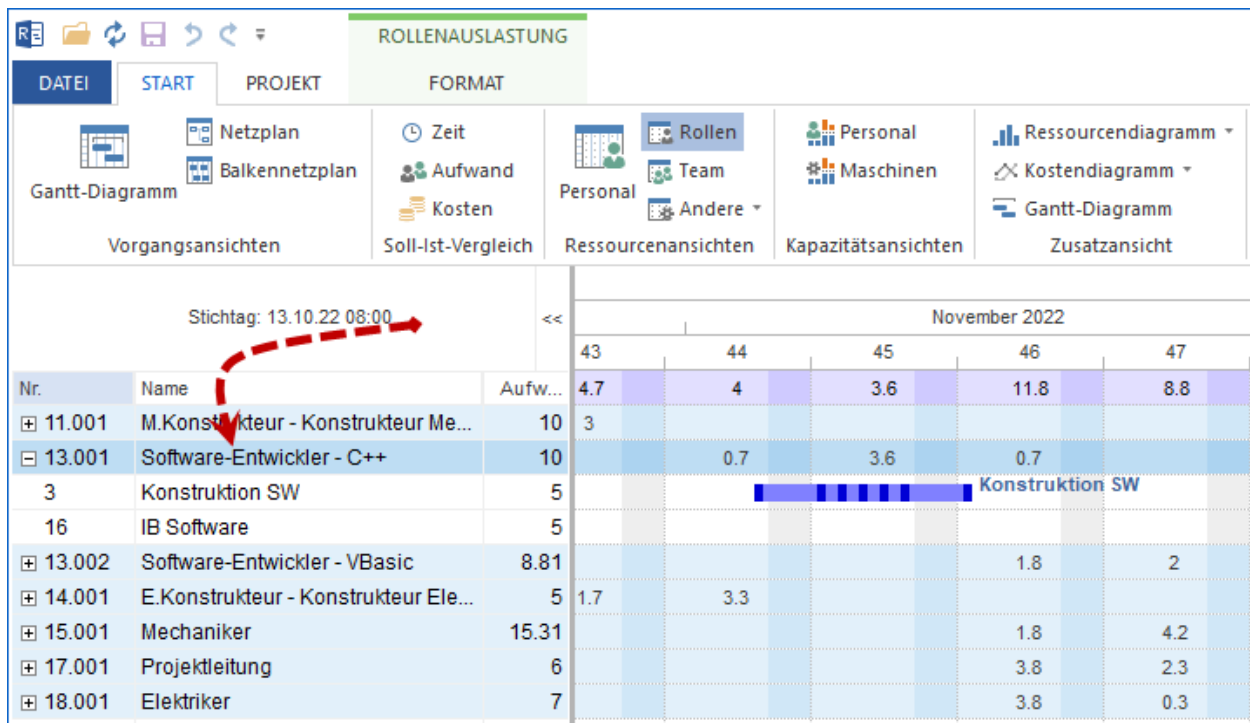 ROLLENAUSLASTUNG
DATEI START PROJEKT FORMAT
Netzplan Zeit Rollen Personal Ressourcendiagramm
Balkennetzplan Aufwand Team Maschinen Kostendiagramm
Gantt-Diagramm Kosten Personal Andere Gantt-Diagramm
Vorgangsansichten Soll-Ist-Vergleich Ressourcenansichten Kapazitätsansichten Zusatzansicht
Stichtag: 13.10.22 08:00 << November 2022
43 44 45 46 47
Nr. Name Aufw... 4.7 4 3.6 11.8 8.8
11.001 M.Konstrukteur - Konstrukteur Me... 10 3
13.001 Software-Entwickler - C++ 10 0.7 3.6 0.7
3 Konstruktion SW 5 Konstruktion SW
16 IB Software 5
13.002 Software-Entwickler - VBasic 8.81 1.8 2
14.001 E.Konstrukteur - Konstrukteur Ele... 5 1.7 3.3
15.001 Mechaniker 15.31 1.8 4.2
17.001 Projektleitung 6 3.8 2.3
18.001 Elektriker 7 3.8 0.3